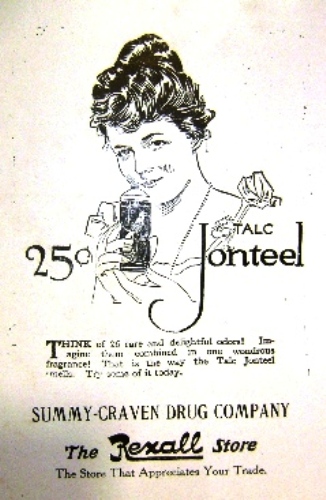 TALC
25¢ Jonteel
THINK of 26 rare and delightful odors! Im-
agine them combined in one wondrous
fragrance! That is the way the Talc Jonteel
smells. Try some of it today.
SUMMY-CRAVEN DRUG COMPANY
The Rexall Store
The Store That Appreciates Your Trade.